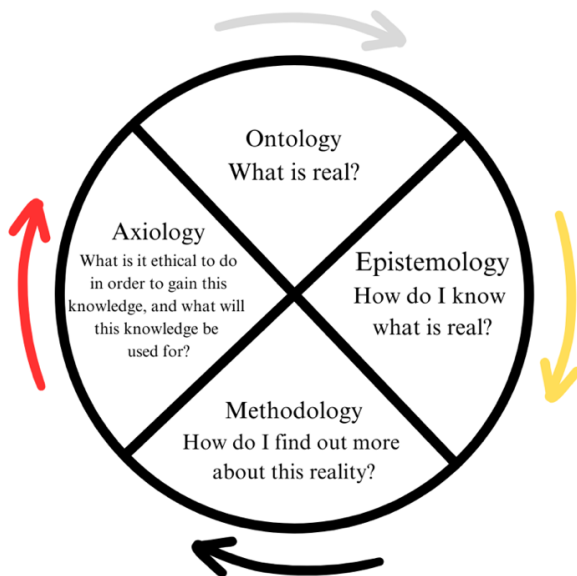 Ontology
What is real?
Axiology
What is it ethical to do
in order to gain this
knowledge, and what will
this knowledge be
used for?
Epistemology
How do I know
what is real?
Methodology
How do I find out more
about this reality?